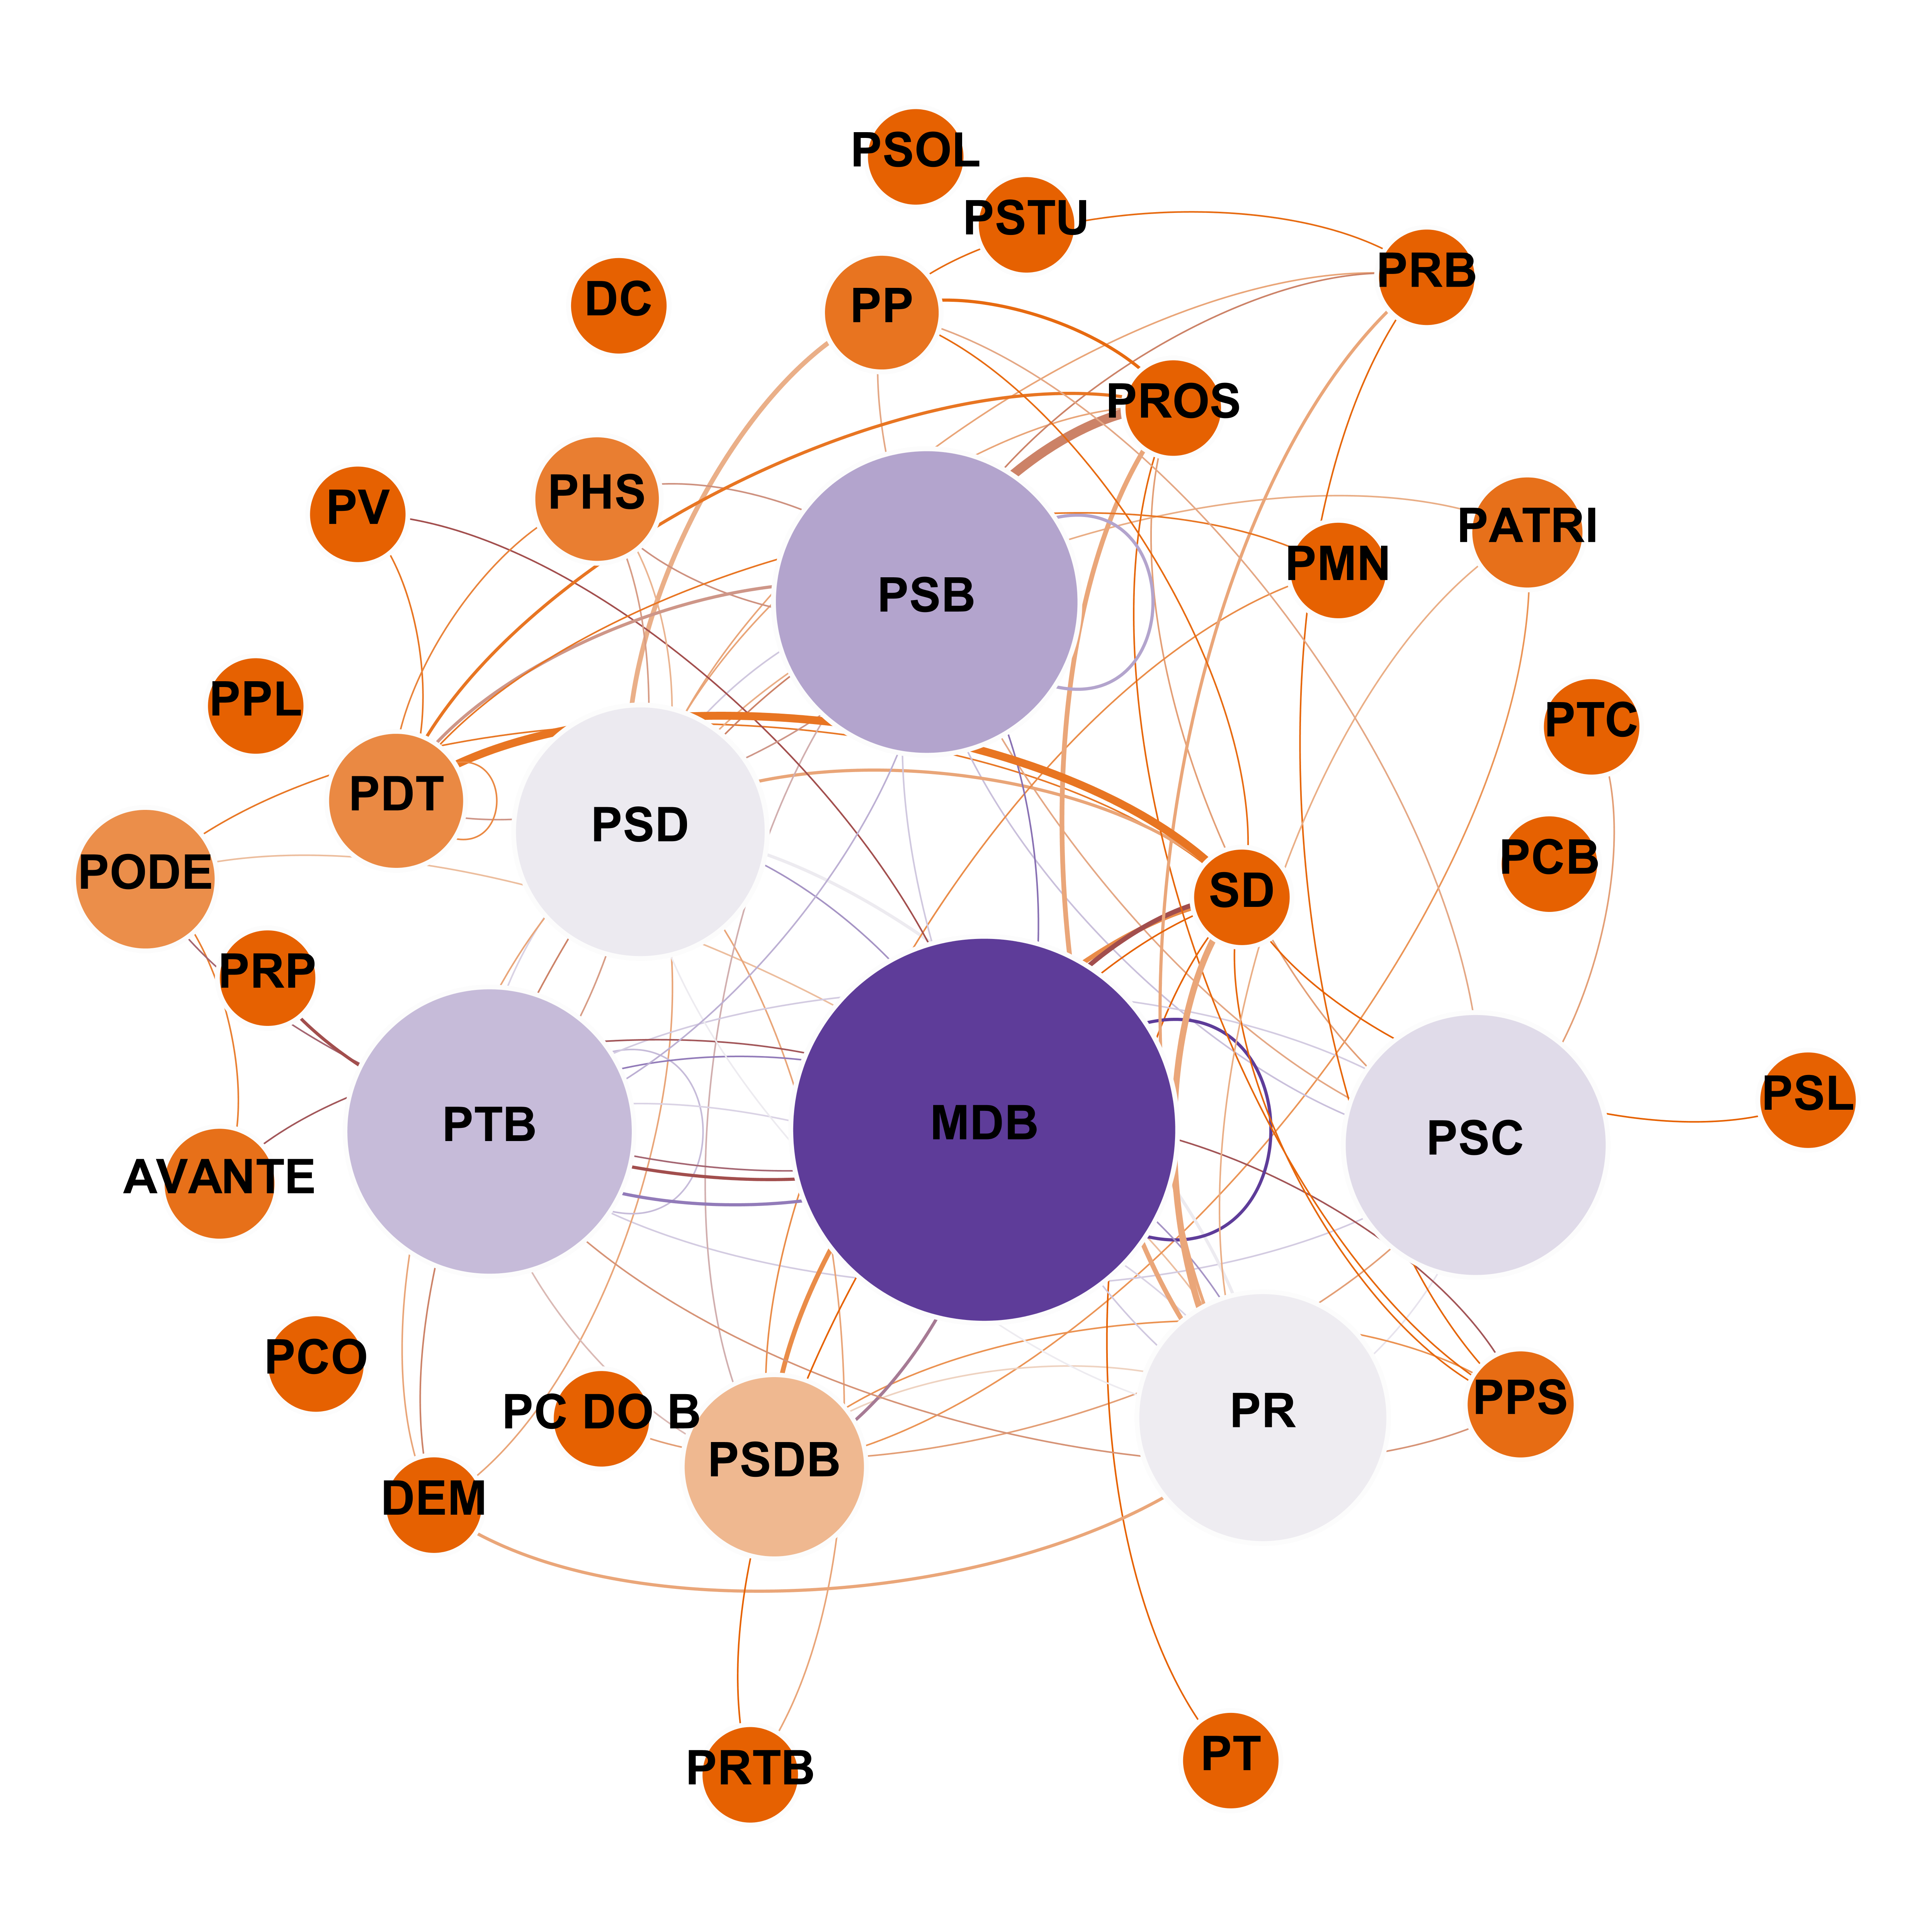 PSOL
PSTU
PRB
DC
PP
PROS
PHS
PV
PATRI
PMN
PSB
PPL
PTC
PDT
PSD
PCB
PODE
SD
PRP
PSL
PTB
MDB
PSC
AVANTE
PCO
PC DO B
PR
PPS
PSDB
DEM
PRTB
PT